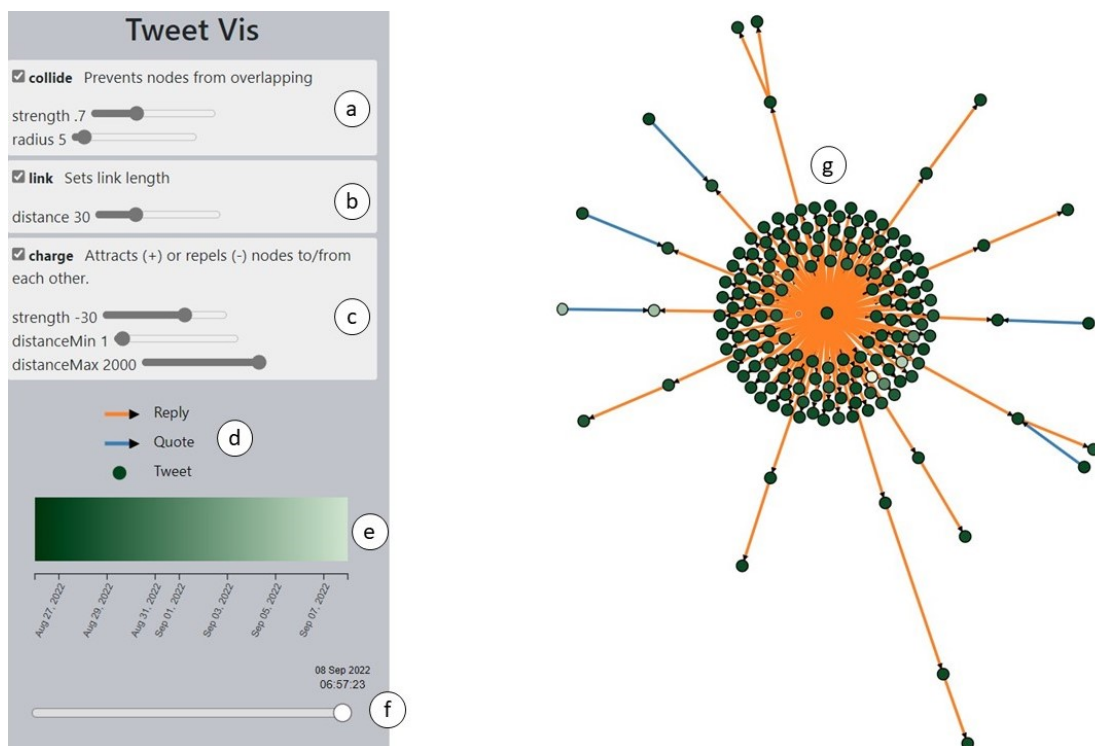 Tweet Vis
collide Prevents nodes from overlapping
strength .7
radius 5
a
link Sets link length
distance 30
b
charge Attracts (+) or repels (-) nodes to/from
each other.
strength -30
distanceMin 1
distanceMax 2000
c
Reply
Quote
Tweet
d
e
Aug 27, 2022
Aug 29, 2022
Aug 31, 2022
Sep 01, 2022
Sep 03, 2022
Sep 05, 2022
Sep 07, 2022
08 Sep 2022
06:57:23
f
g